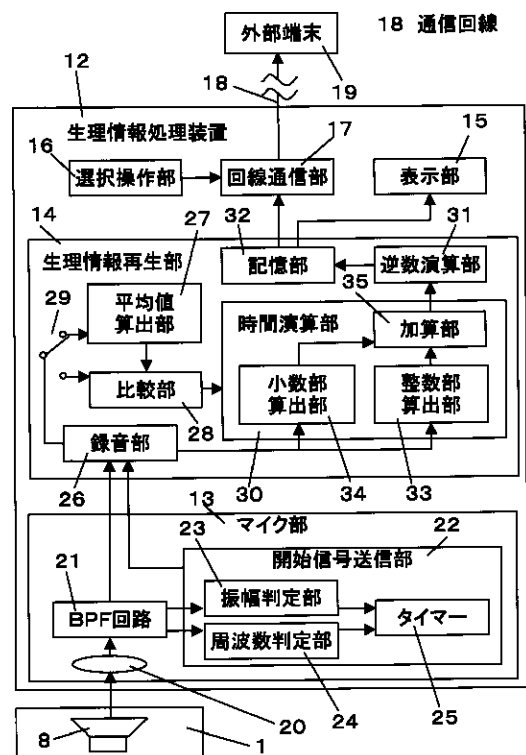 外部端末
18 通信回線
12
18
19
生理情報処理装置
17
15
16
選択操作部
回線通信部
表示部
27
14
32
31
生理情報再生部
記憶部
逆数演算部
29
平均値
算出部
35
時間演算部
加算部
比較部
小数部
算出部
整数部
算出部
28
録音部
26
30
34
33
13
マイク部
23
22
開始信号送信部
21
振幅判定部
BPF回路
タイマー
周波数判定部
20
24
25
8
1